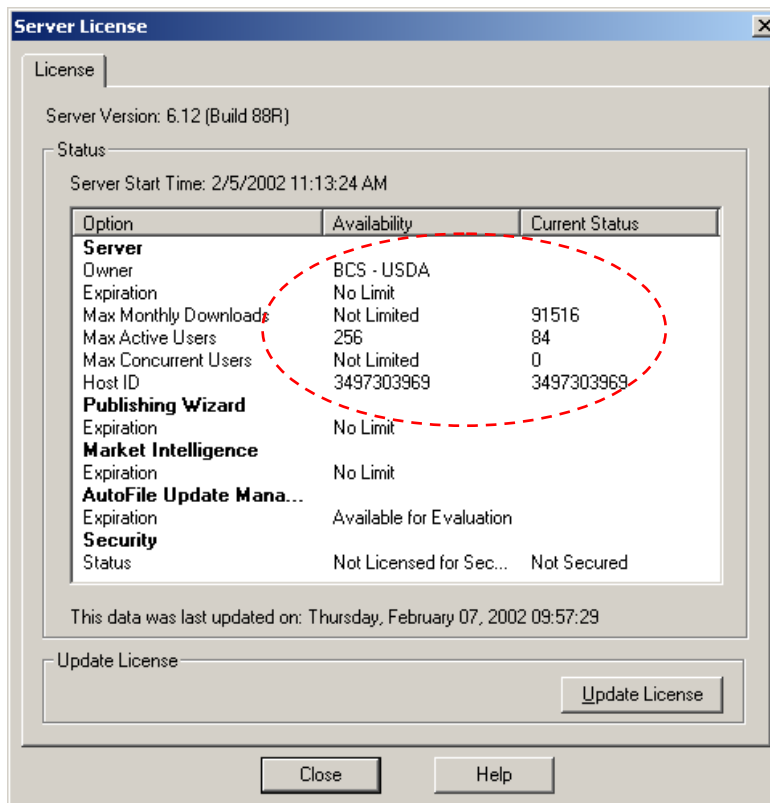 Server License
License
Server Version: 6.12 (Build 88R)
Status
Server Start Time: 2/5/2002 11:13:24 AM
Option Availability Current Status
Server
Owner BCS - USDA
Expiration No Limit
Max Monthly Downloads Not Limited 91516
Max Active Users 256 84
Max Concurrent Users Not Limited 0
Host ID 3497303969 3497303969
Publishing Wizard
Expiration No Limit
Market Intelligence
Expiration No Limit
AutoFile Update Mana...
Expiration Available for Evaluation
Security
Status Not Licensed for Sec... Not Secured
This data was last updated on: Thursday, February 07, 2002 09:57:29
Update License
Update License
Close Help